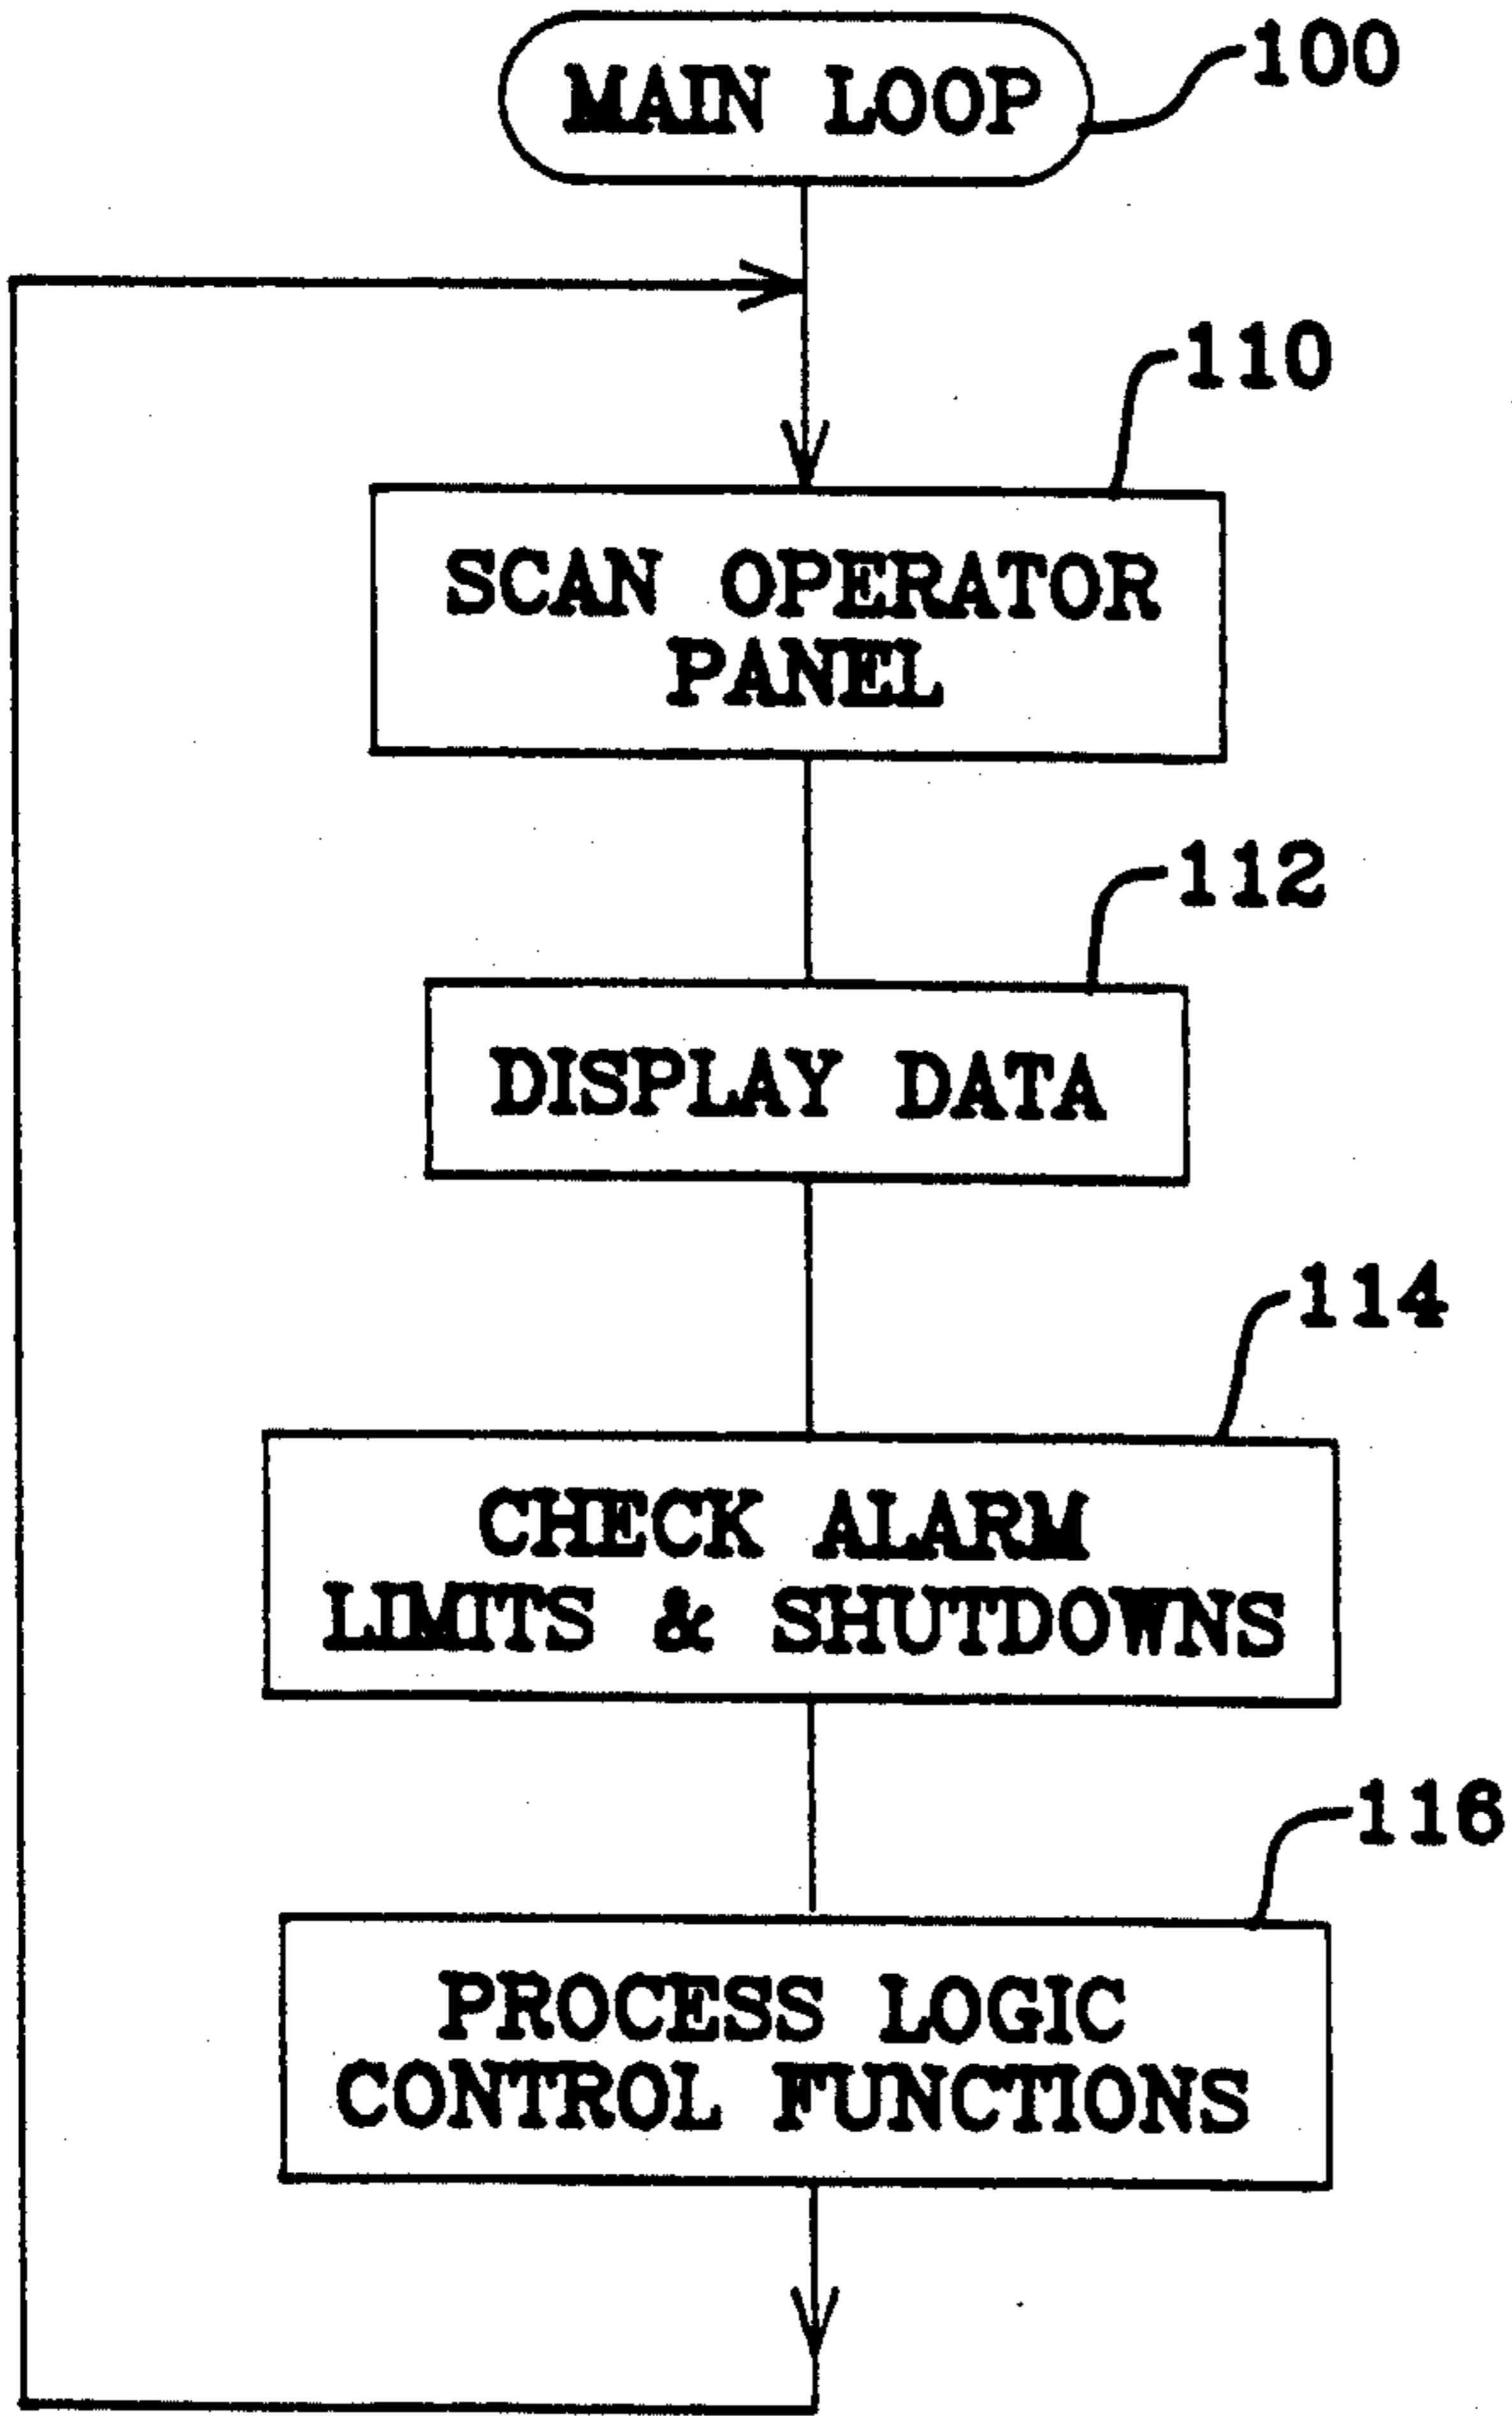 MAIN LOOP
100
110
SCAN OPERATOR
PANEL
112
DISPLAY DATA
114
CHECK ALARM
LIMITS & SHUTDOWNS
116
PROCESS LOGIC
CONTROL FUNCTIONS